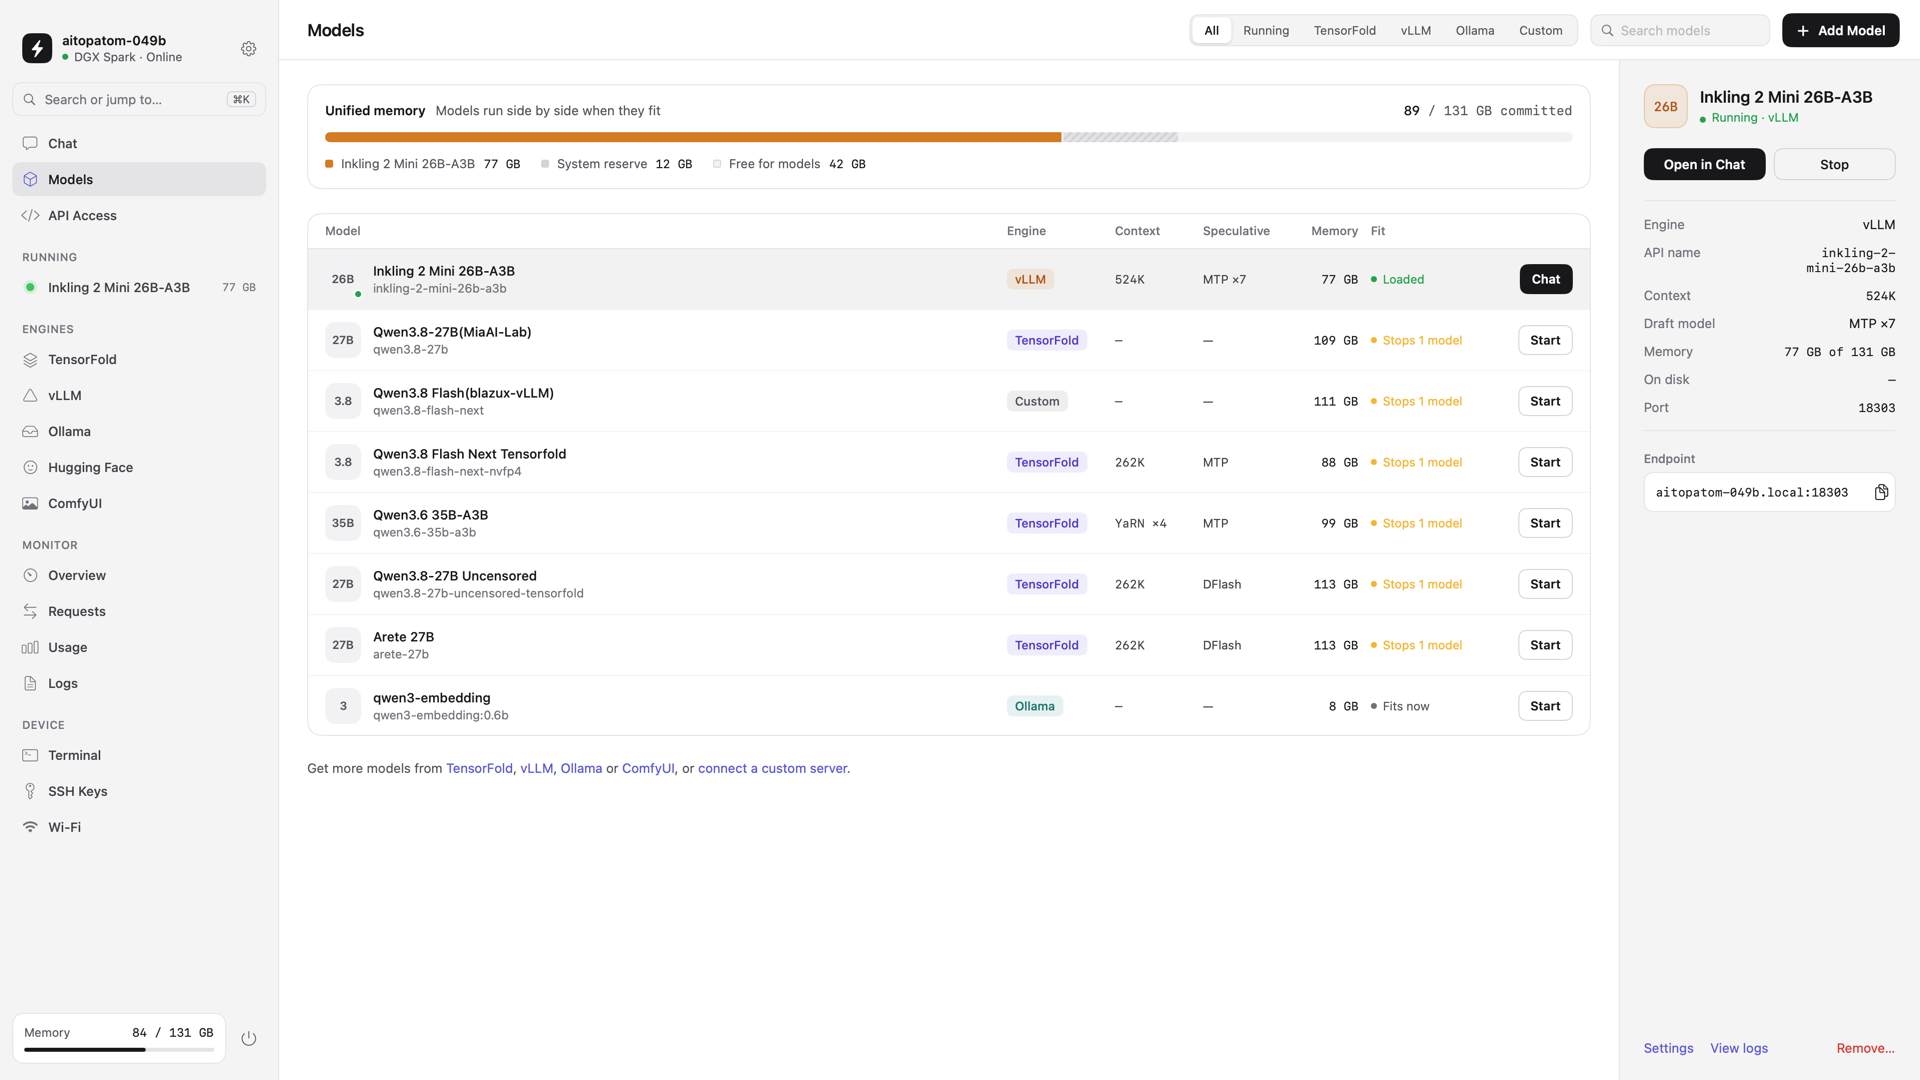 aitopatom-049b
DGX Spark · Online
Search or jump to...
⌘K
Chat
Models
API Access
RUNNING
Inkling 2 Mini 26B-A3B 77 GB
ENGINES
TensorFold
vLLM
Ollama
Hugging Face
ComfyUI
MONITOR
Overview
Requests
Usage
Logs
DEVICE
Terminal
SSH Keys
Wi-Fi
Memory 84 / 131 GB
Models
All Running TensorFold vLLM Ollama Custom
Search models
+ Add Model
Unified memory Models run side by side when they fit 89 / 131 GB committed
Inkling 2 Mini 26B-A3B 77 GB System reserve 12 GB Free for models 42 GB
Model Engine Context Speculative Memory Fit
26B Inkling 2 Mini 26B-A3B vLLM 524K MTP ×7 77 GB Loaded Chat
inkling-2-mini-26b-a3b
27B Qwen3.8-27B(MiaAI-Lab) TensorFold — — 109 GB Stops 1 model Start
qwen3.8-27b
3.8 Qwen3.8 Flash(blazux-vLLM) Custom — — 111 GB Stops 1 model Start
qwen3.8-flash-next
3.8 Qwen3.8 Flash Next Tensorfold TensorFold 262K MTP 88 GB Stops 1 model Start
qwen3.8-flash-next-nvfp4
35B Qwen3.6 35B-A3B TensorFold YaRN ×4 MTP 99 GB Stops 1 model Start
qwen3.6-35b-a3b
27B Qwen3.8-27B Uncensored TensorFold 262K DFlash 113 GB Stops 1 model Start
qwen3.8-27b-uncensored-tensorfold
27B Arete 27B TensorFold 262K DFlash 113 GB Stops 1 model Start
arete-27b
3 qwen3-embedding Ollama — — 8 GB Fits now Start
qwen3-embedding:0.6b
Get more models from TensorFold, vLLM, Ollama or ComfyUI, or connect a custom server.
26B
Inkling 2 Mini 26B-A3B
Running · vLLM
Open in Chat Stop
Engine vLLM
API name inkling-2-
mini-26b-a3b
Context 524K
Draft model MTP ×7
Memory 77 GB of 131 GB
On disk —
Port 18303
Endpoint
aitopatom-049b.local:18303
Settings View logs Remove...